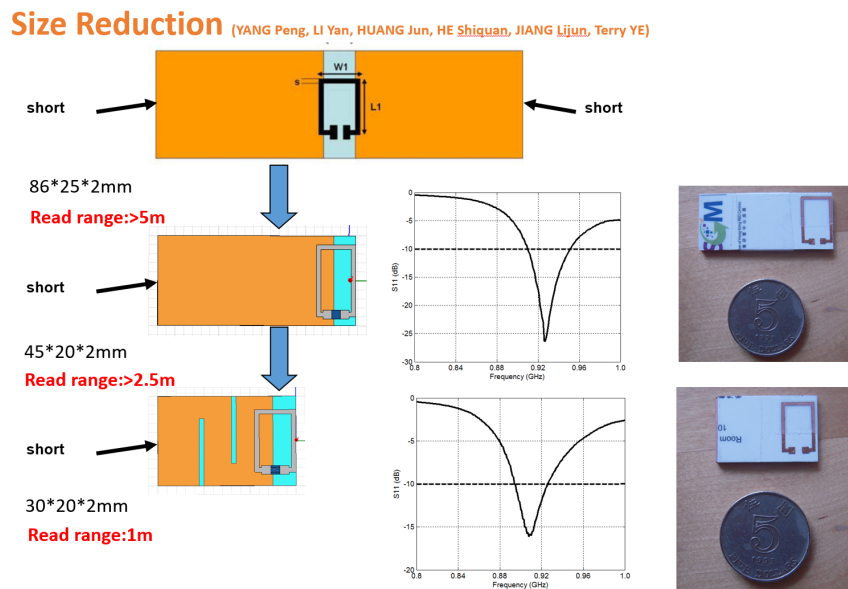 Size Reduction (YANG Peng, LI Yan, HUANG Jun, HE Shiquan, JIANG Lijun, Terry YE)
W1
s
L1
short
short
86*25*2mm
Read range:>5m
short
45*20*2mm
Read range:>2.5m
short
30*20*2mm
Read range:1m
0
-5
-10
-15
-20
-25
-30
S11 (dB)
0.8
0.84
0.88
0.92
0.96
1.0
Frequency (GHz)
0
-5
-10
-15
-20
S11 (dB)
0.8
0.84
0.88
0.92
0.96
1.0
Frequency (GHz)
5
Room
10
5